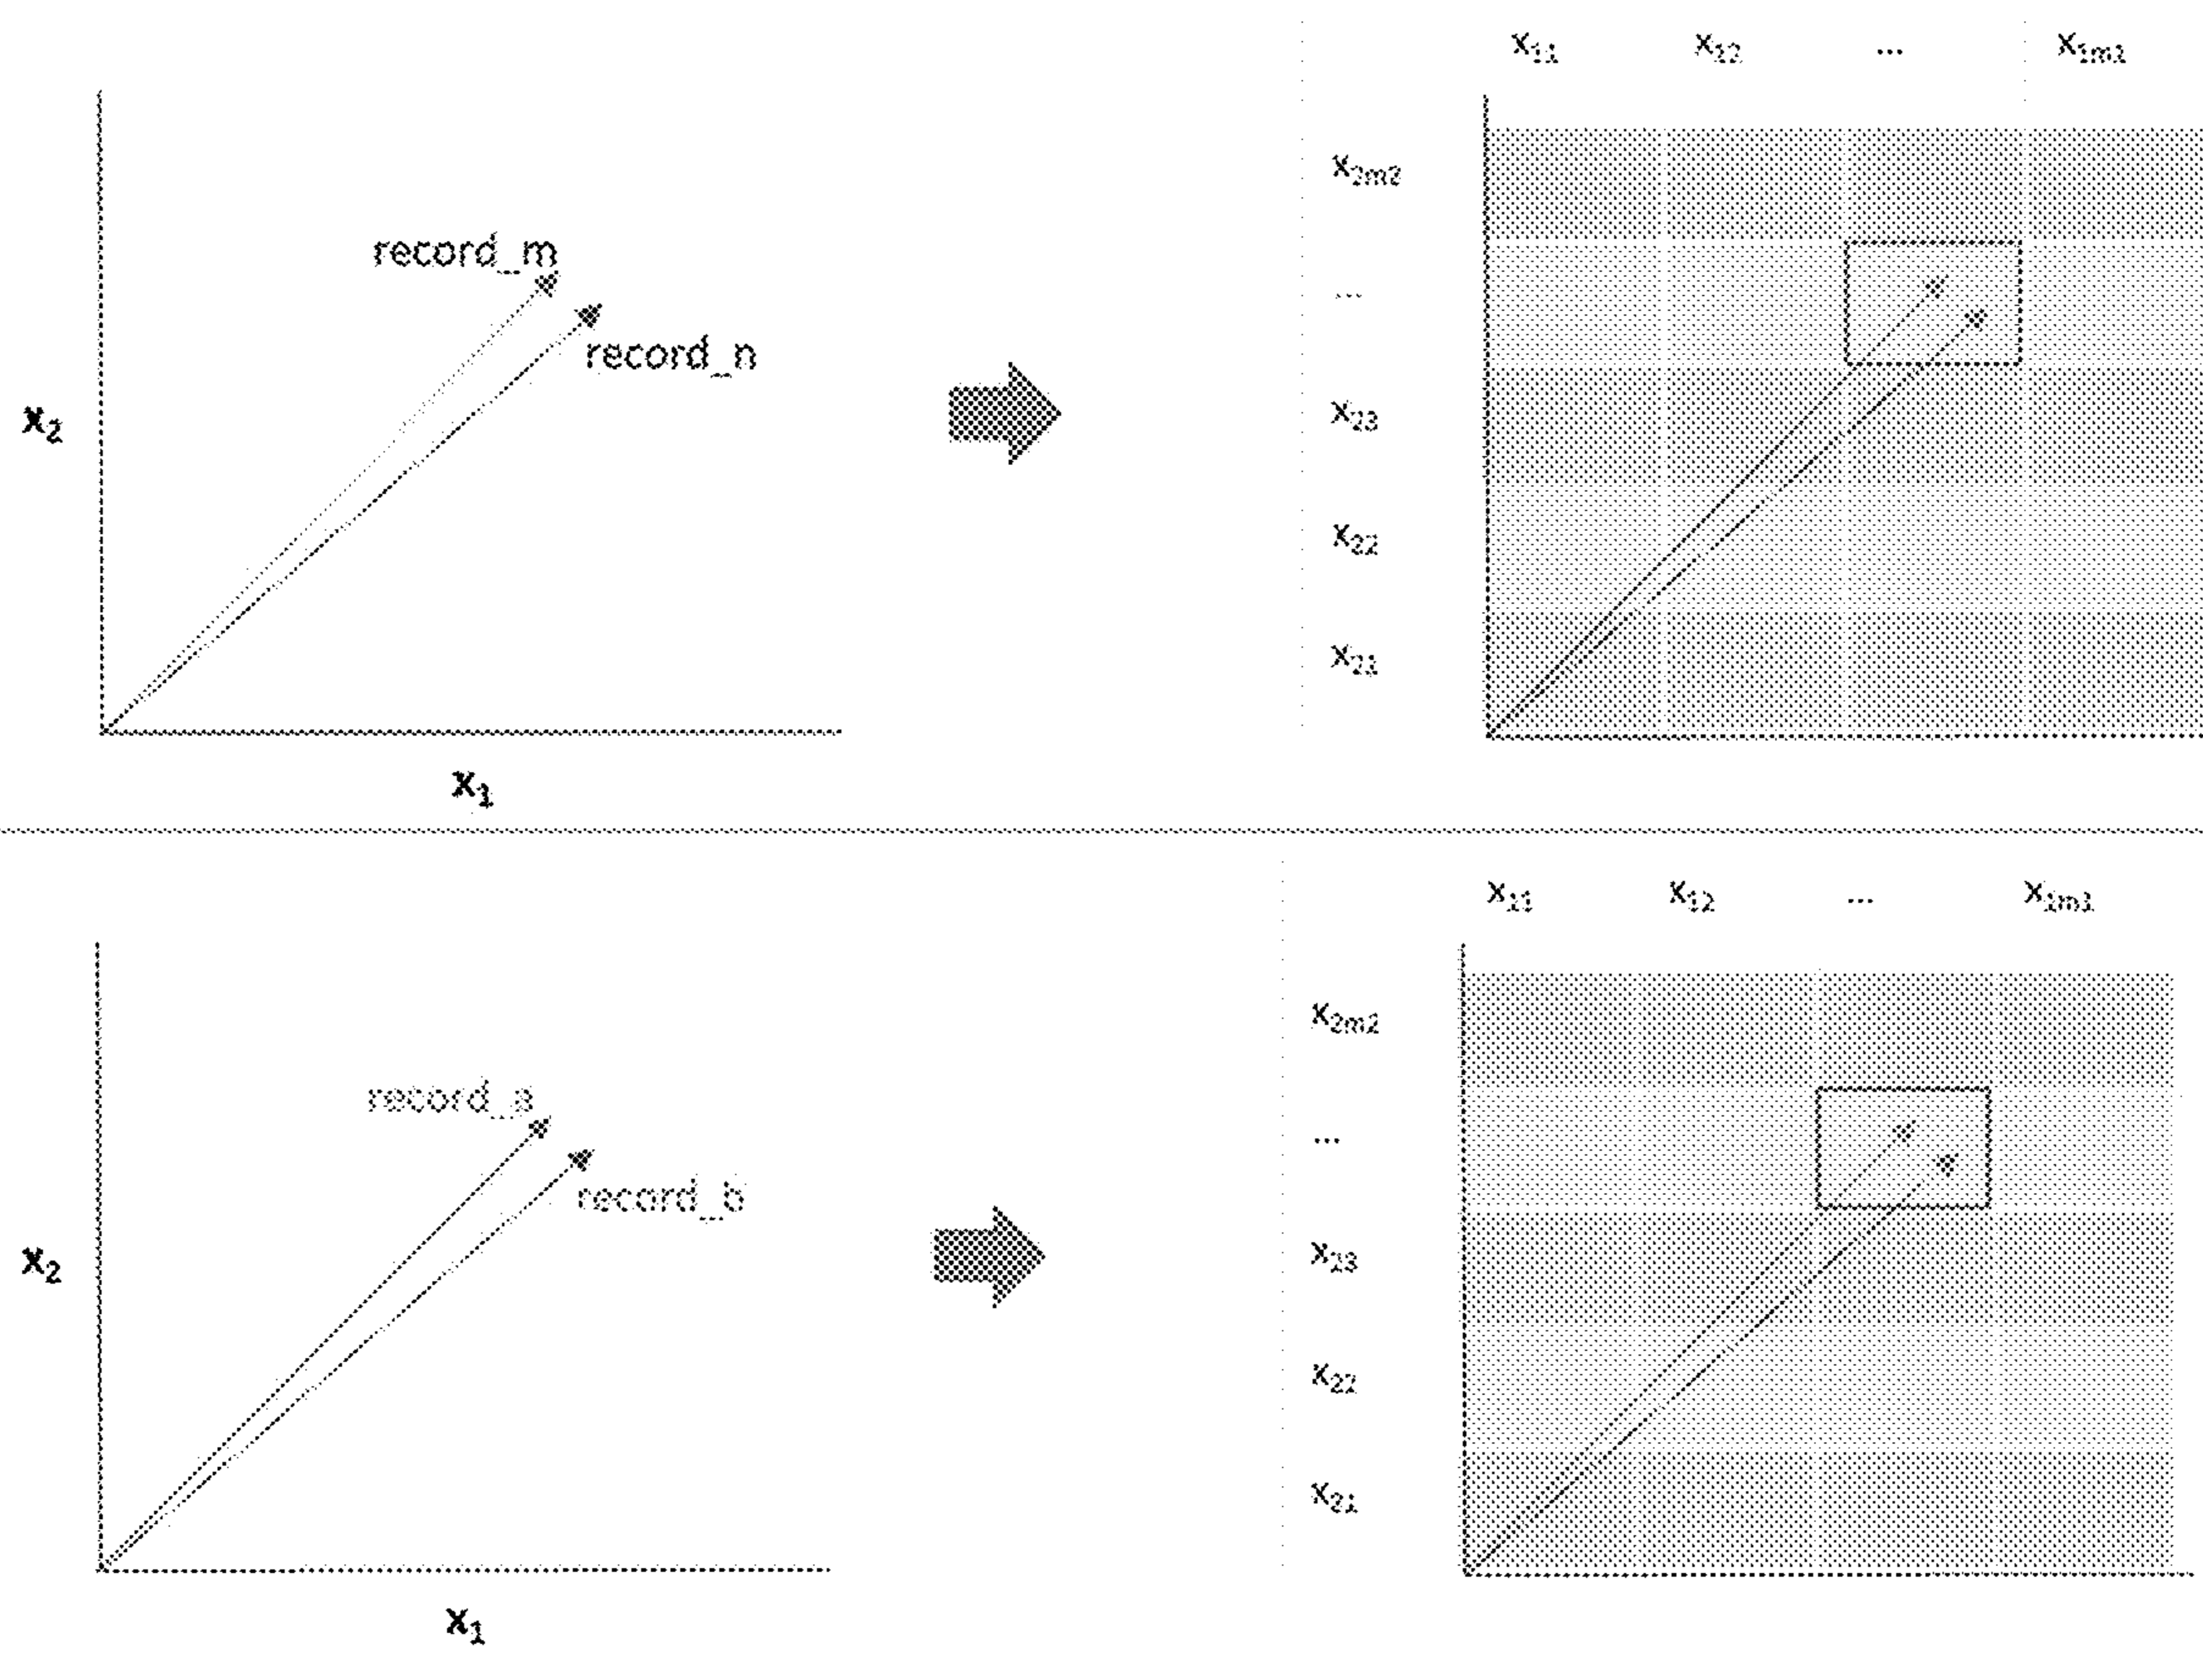 x₁₁ x₁₂ ... x₁ₘ₁
x₂ₘ₂
record_m
...
record_n
x₂
x₂₃
x₂₂
x₂₁
x₁
x₁₁ x₁₂ ... x₁ₘ₁
x₂ₘ₂
record_a
...
record_b
x₂
x₂₃
x₂₂
x₂₁
x₁